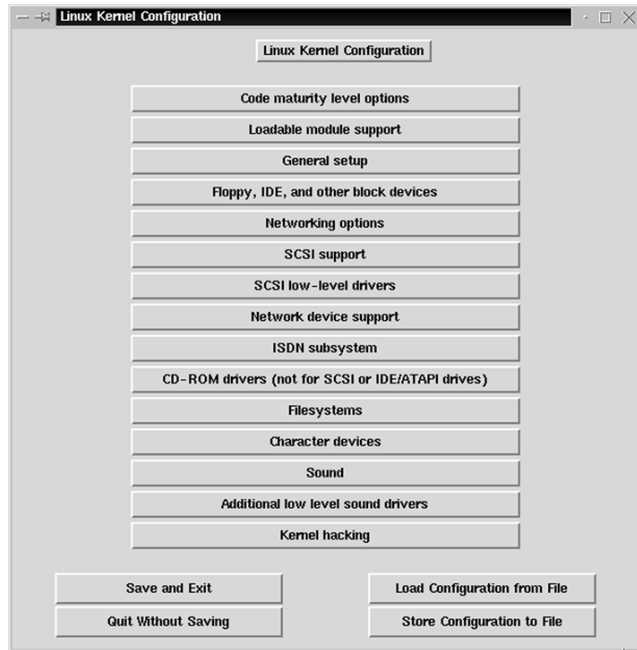 Linux Kernel Configuration
Linux Kernel Configuration
Code maturity level options
Loadable module support
General setup
Floppy, IDE, and other block devices
Networking options
SCSI support
SCSI low-level drivers
Network device support
ISDN subsystem
CD-ROM drivers (not for SCSI or IDE/ATAPI drives)
Filesystems
Character devices
Sound
Additional low level sound drivers
Kernel hacking
Save and Exit
Load Configuration from File
Quit Without Saving
Store Configuration to File